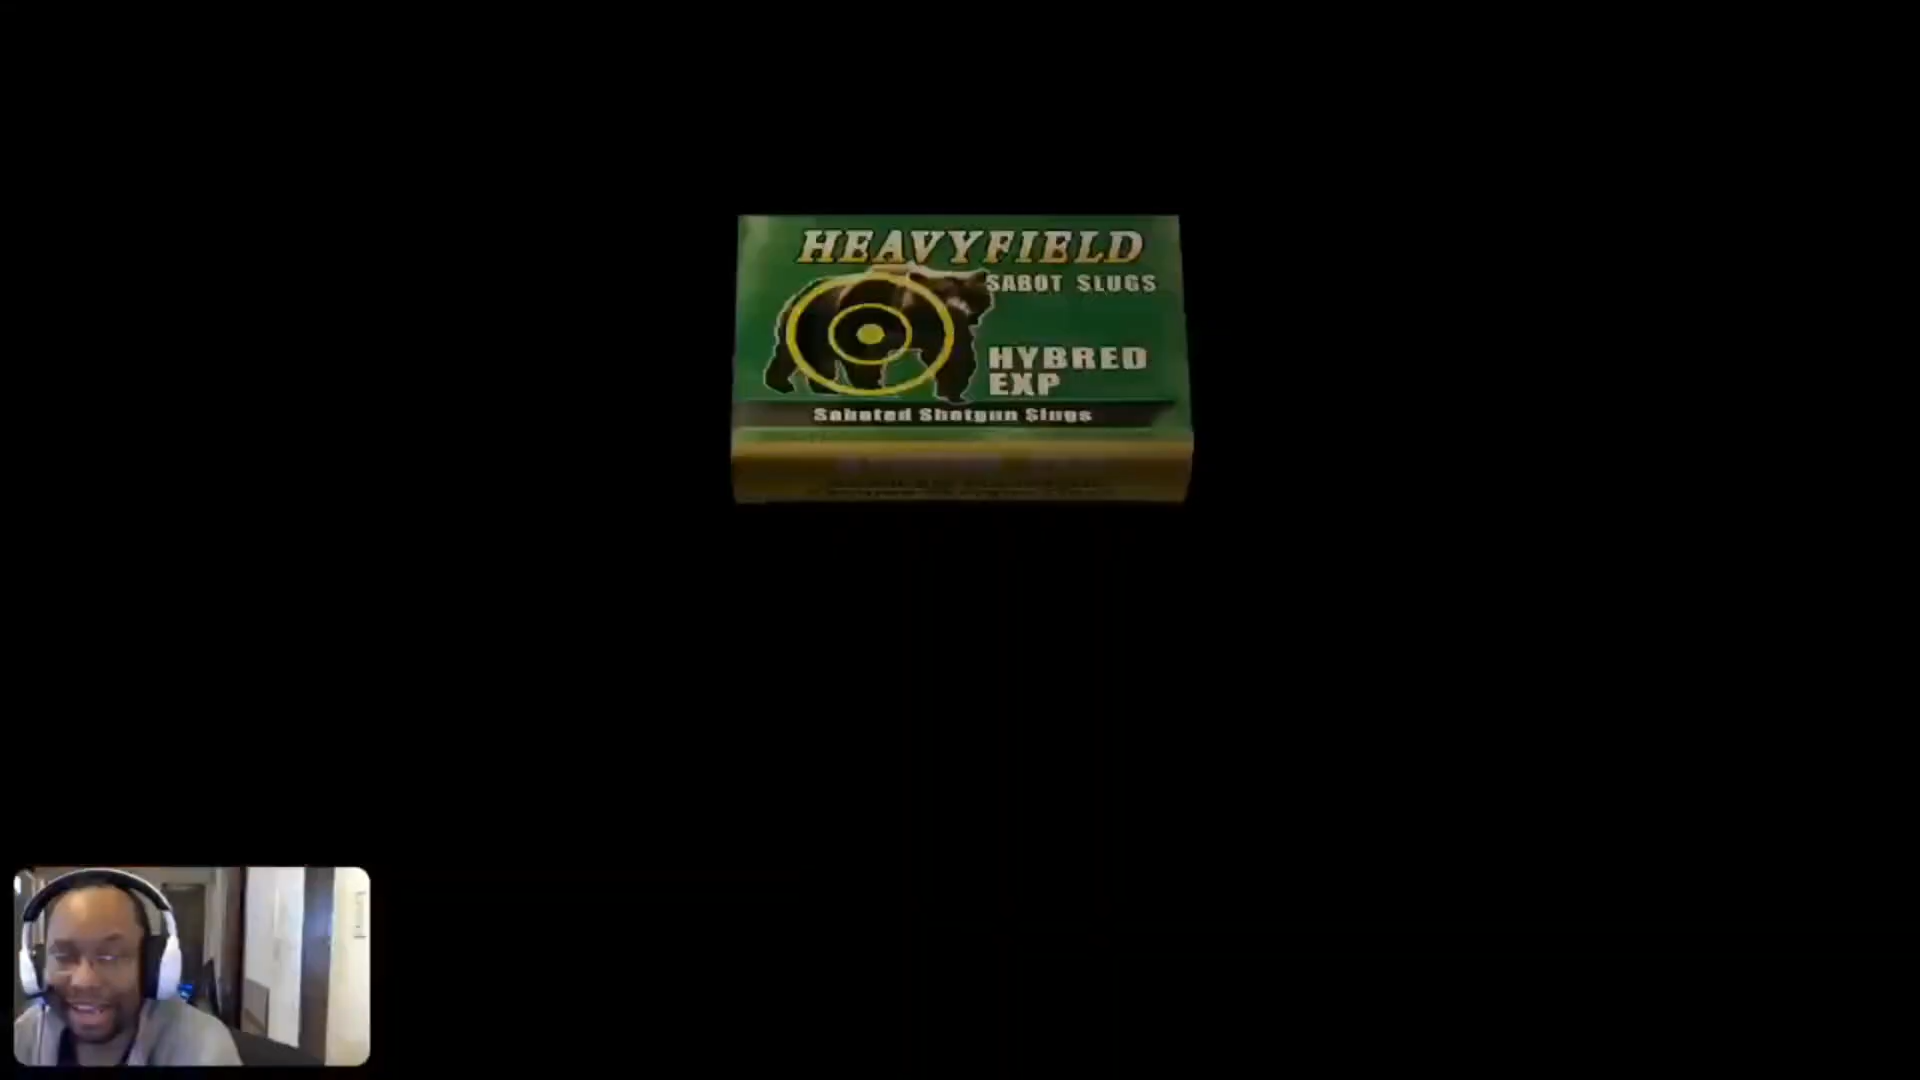 HEAVYFIELD
SABOT SLUGS
HYBRED
EXP
Saboted Shotgun Slugs